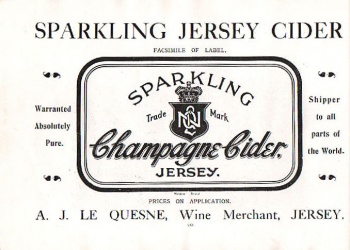 SPARKLING JERSEY CIDER
FACSIMILE OF LABEL.
Warranted
Absolutely
Pure.
SPARKLING
Trade Mark
Champagne Cider.
JERSEY.
Shipper
to all
parts of
the World.
PRICES ON APPLICATION.
A. J. LE QUESNE, Wine Merchant, JERSEY.